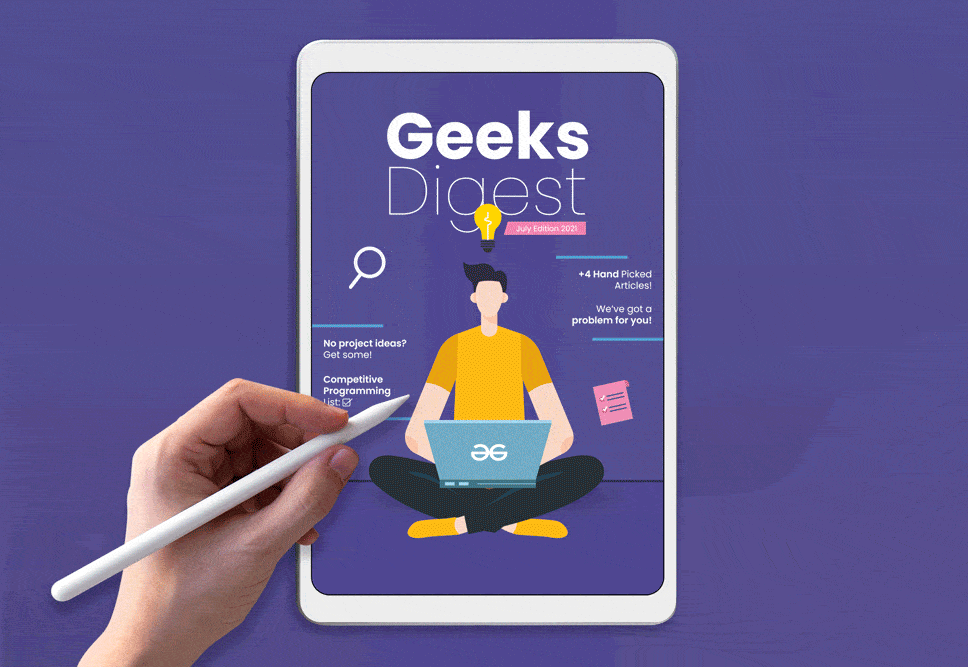 Geeks
Digest
July Edition 2021
+4 Hand Picked
Articles!
We've got a
problem for you!
No project ideas?
Get some!
Competitive
Programming
List: